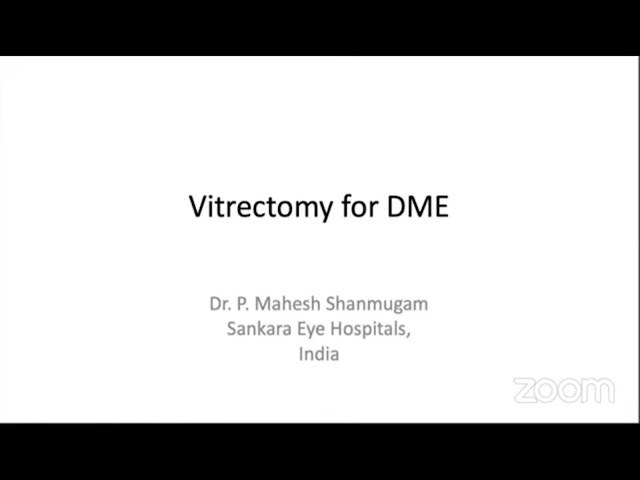 Vitrectomy for DME
Dr. P. Mahesh Shanmugam
Sankara Eye Hospitals,
India
zoom